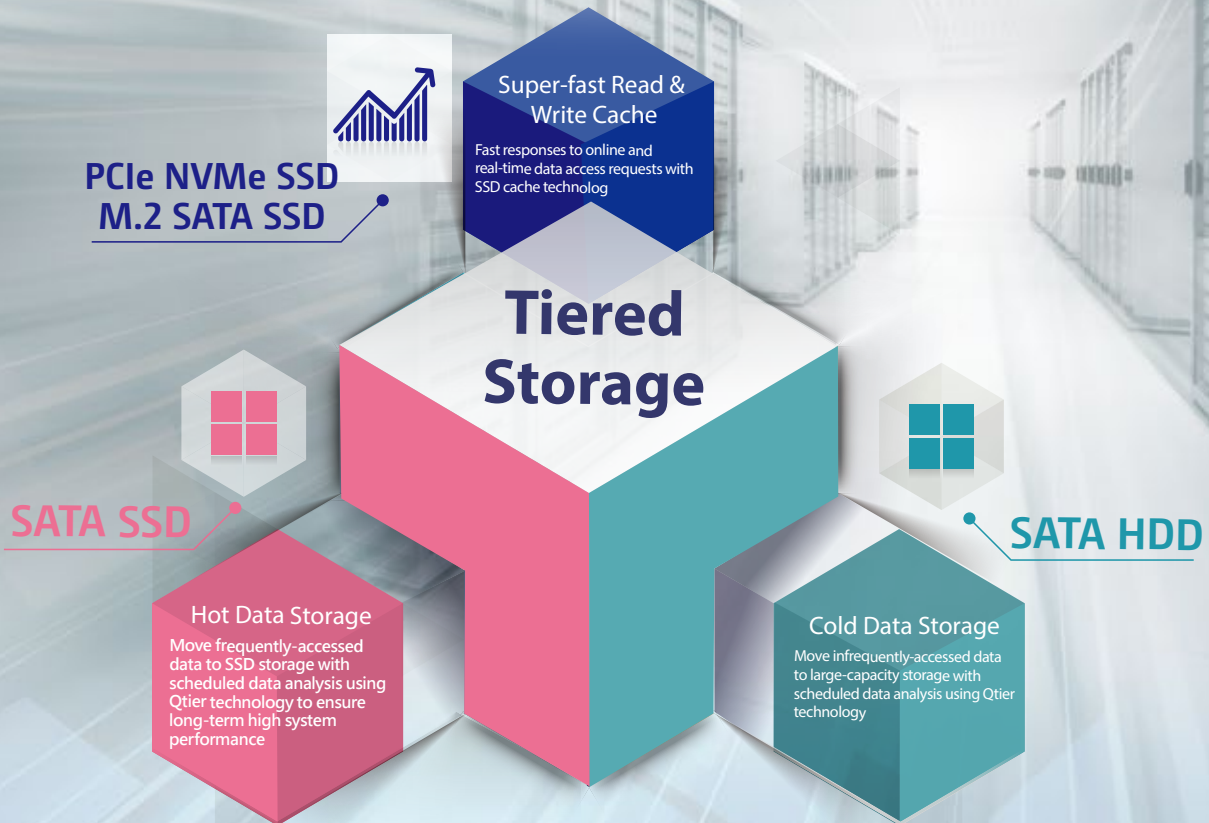 Super-fast Read &
Write Cache
Fast responses to online and
real-time data access requests with
SSD cache technolog
PCIe NVMe SSD
M.2 SATA SSD
Tiered
Storage
SATA SSD
SATA HDD
Hot Data Storage
Move frequently-accessed
data to SSD storage with
scheduled data analysis using
Qtier technology to ensure
long-term high system
performance
Cold Data Storage
Move infrequently-accessed data
to large-capacity storage with
scheduled data analysis using Qtier
technology